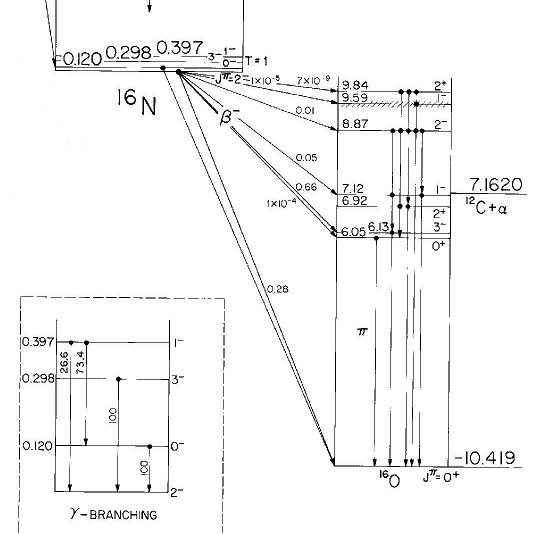 0.120 0.298 0.397 3⁻ 1⁻
0⁻ T=1
Jᵖⁱ=2⁻
¹⁶N
β⁻
1×10⁻⁵ 7×10⁻⁹
0.01
0.05
0.66
1×10⁻⁴
0.28
9.84 2⁺
9.59 1⁻
8.87 2⁻
7.12 1⁻
6.92 2⁺
6.13 3⁻
6.05 0⁺
7.1620
¹²C+α
π
-10.419
¹⁶O Jᵖⁱ=0⁺
0.397 1⁻
26.6 73.4
0.298 3⁻
100
0.120 0⁻
100
2⁻
γ-BRANCHING